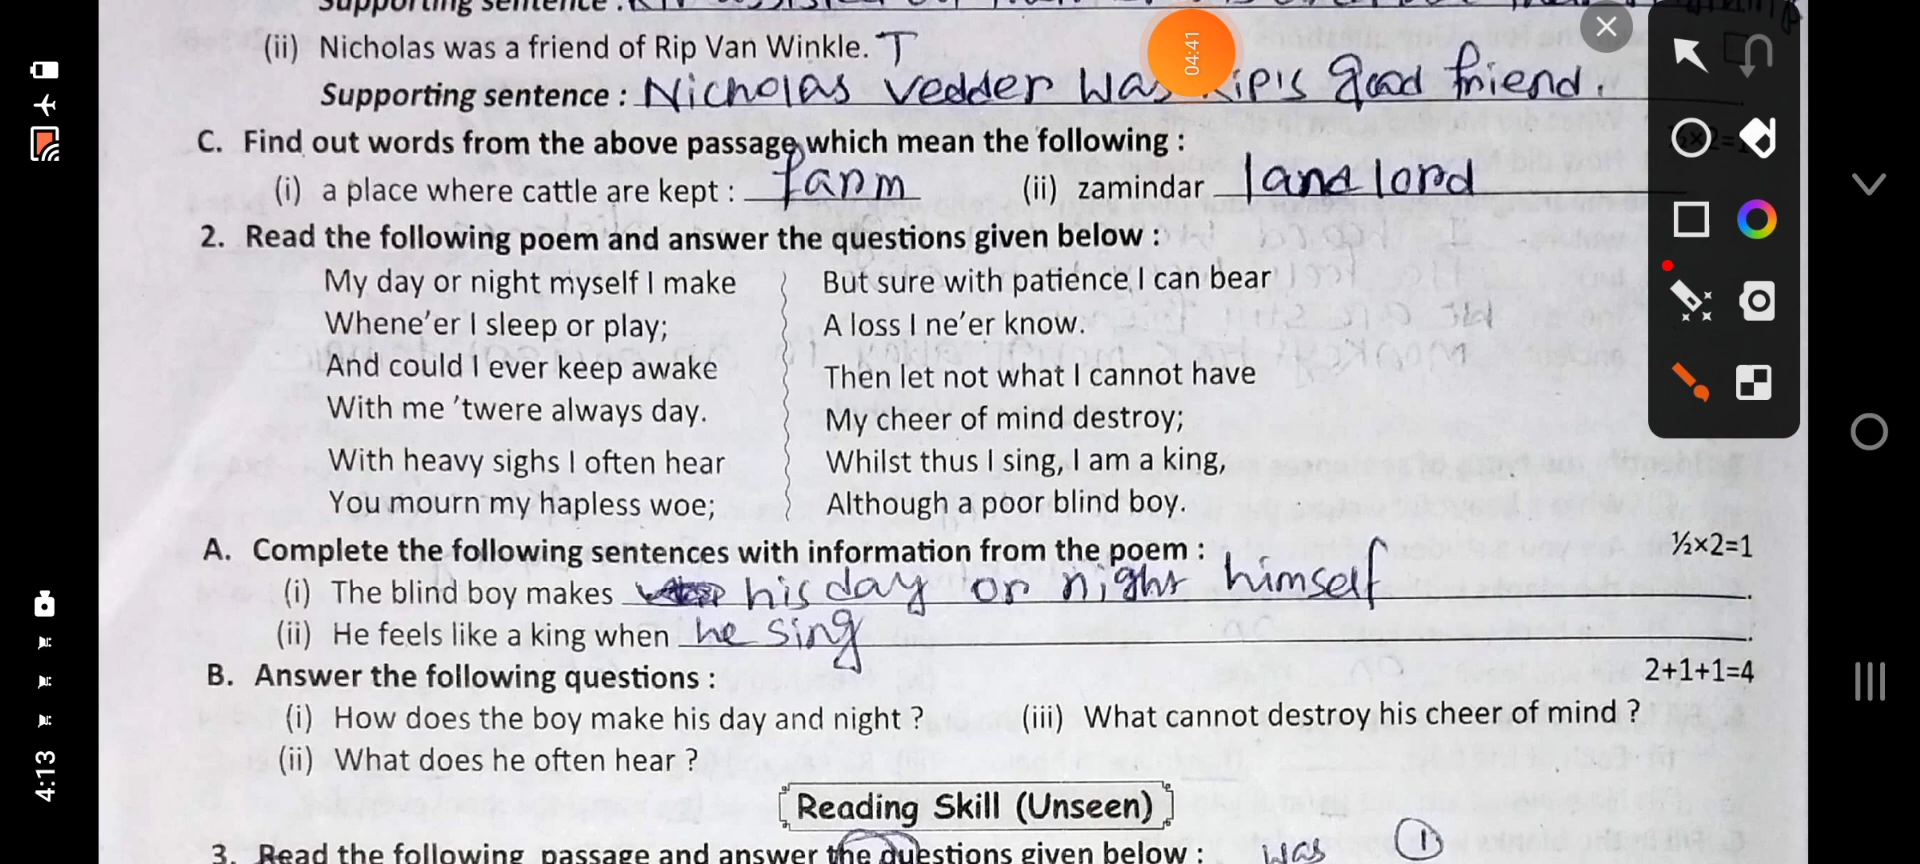 (ii) Nicholas was a friend of Rip Van Winkle. T
04:41
Supporting sentence : Nicholas vedder was Rip's good friend.
C. Find out words from the above passage which mean the following :
(i) a place where cattle are kept : farm (ii) zamindar landlord
2. Read the following poem and answer the questions given below :
My day or night myself I make
Whene'er I sleep or play;
And could I ever keep awake
With me 'twere always day.
With heavy sighs I often hear
You mourn my hapless woe;
But sure with patience I can bear
A loss I ne'er know.
Then let not what I cannot have
My cheer of mind destroy;
Whilst thus I sing, I am a king,
Although a poor blind boy.
A. Complete the following sentences with information from the poem : ½×2=1
(i) The blind boy makes his day or night himself.
(ii) He feels like a king when he sing.
B. Answer the following questions : 2+1+1=4
(i) How does the boy make his day and night ? (iii) What cannot destroy his cheer of mind ?
(ii) What does he often hear ?
Reading Skill (Unseen)
3. Read the following passage and answer the questions given below : was 1
4:13